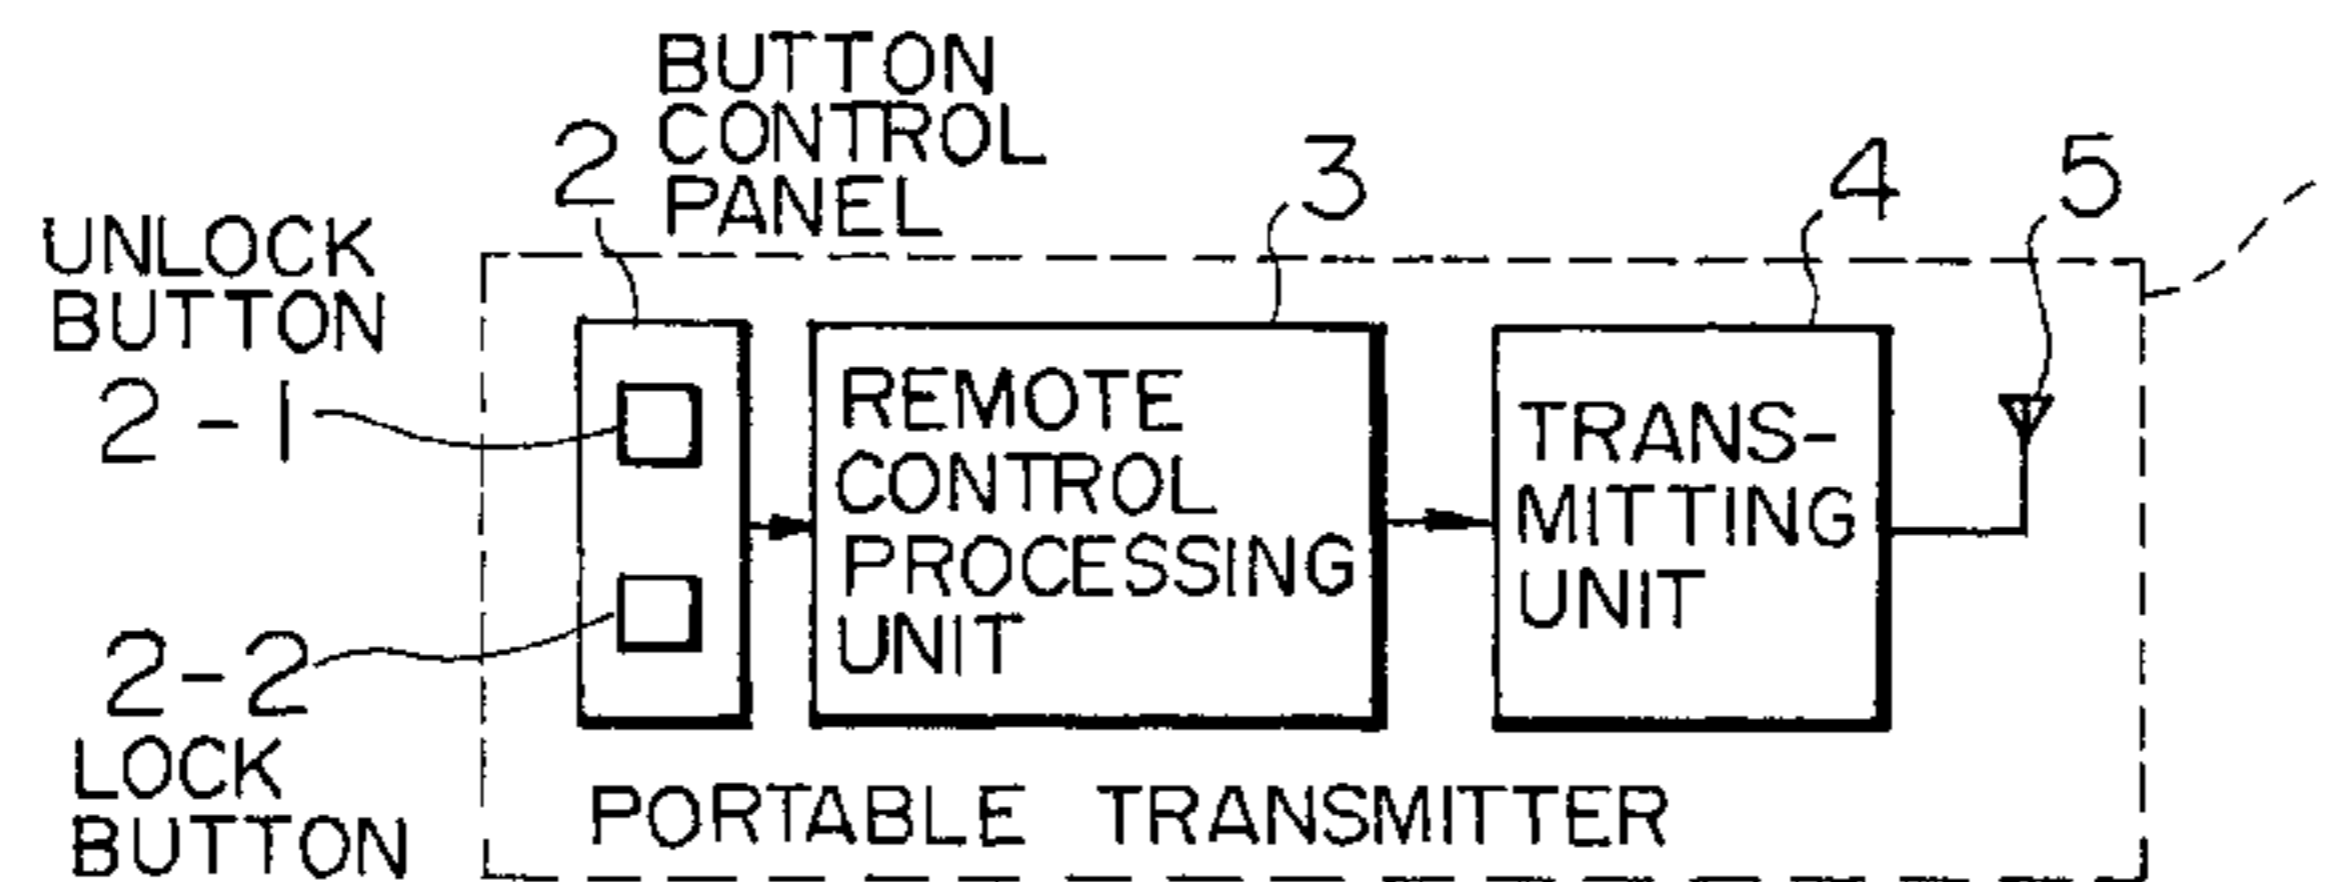 BUTTON
CONTROL
PANEL
2
3
4
5
UNLOCK
BUTTON
2-1
REMOTE
CONTROL
PROCESSING
UNIT
TRANS-
MITTING
UNIT
2-2
LOCK
BUTTON
PORTABLE TRANSMITTER